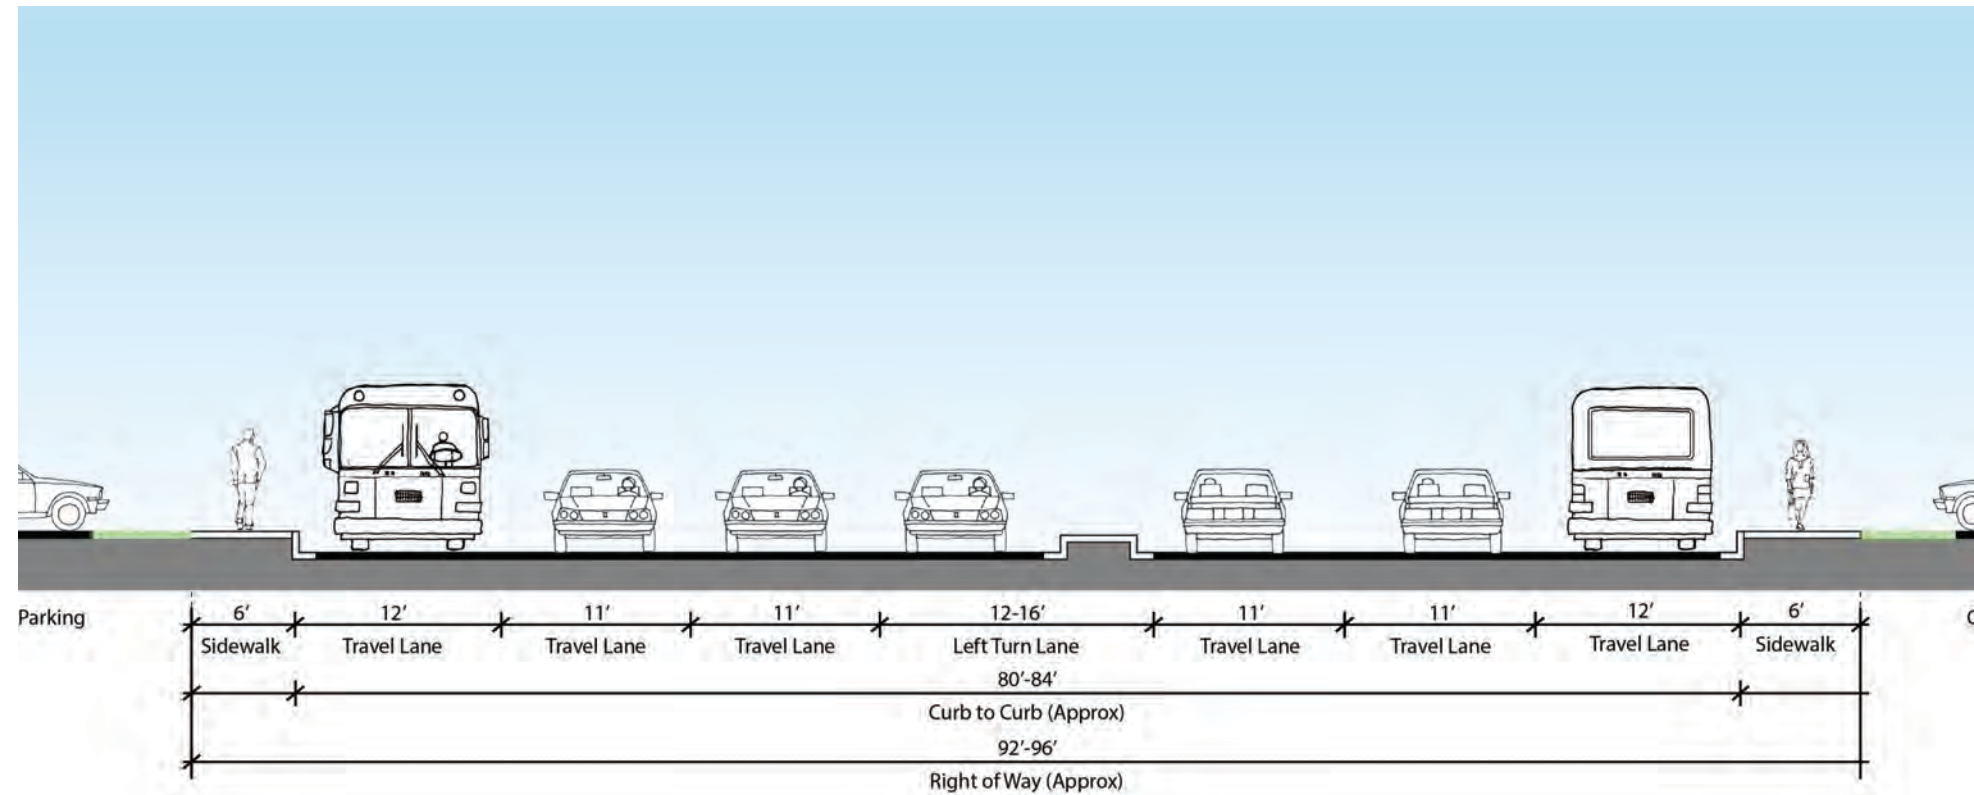 Parking
6’ 12’ 11’ 11’ 12-16’ 11’ 11’ 12’ 6’
Sidewalk Travel Lane Travel Lane Travel Lane Left Turn Lane Travel Lane Travel Lane Travel Lane Sidewalk
80’-84’
Curb to Curb (Approx)
92’-96’
Right of Way (Approx)